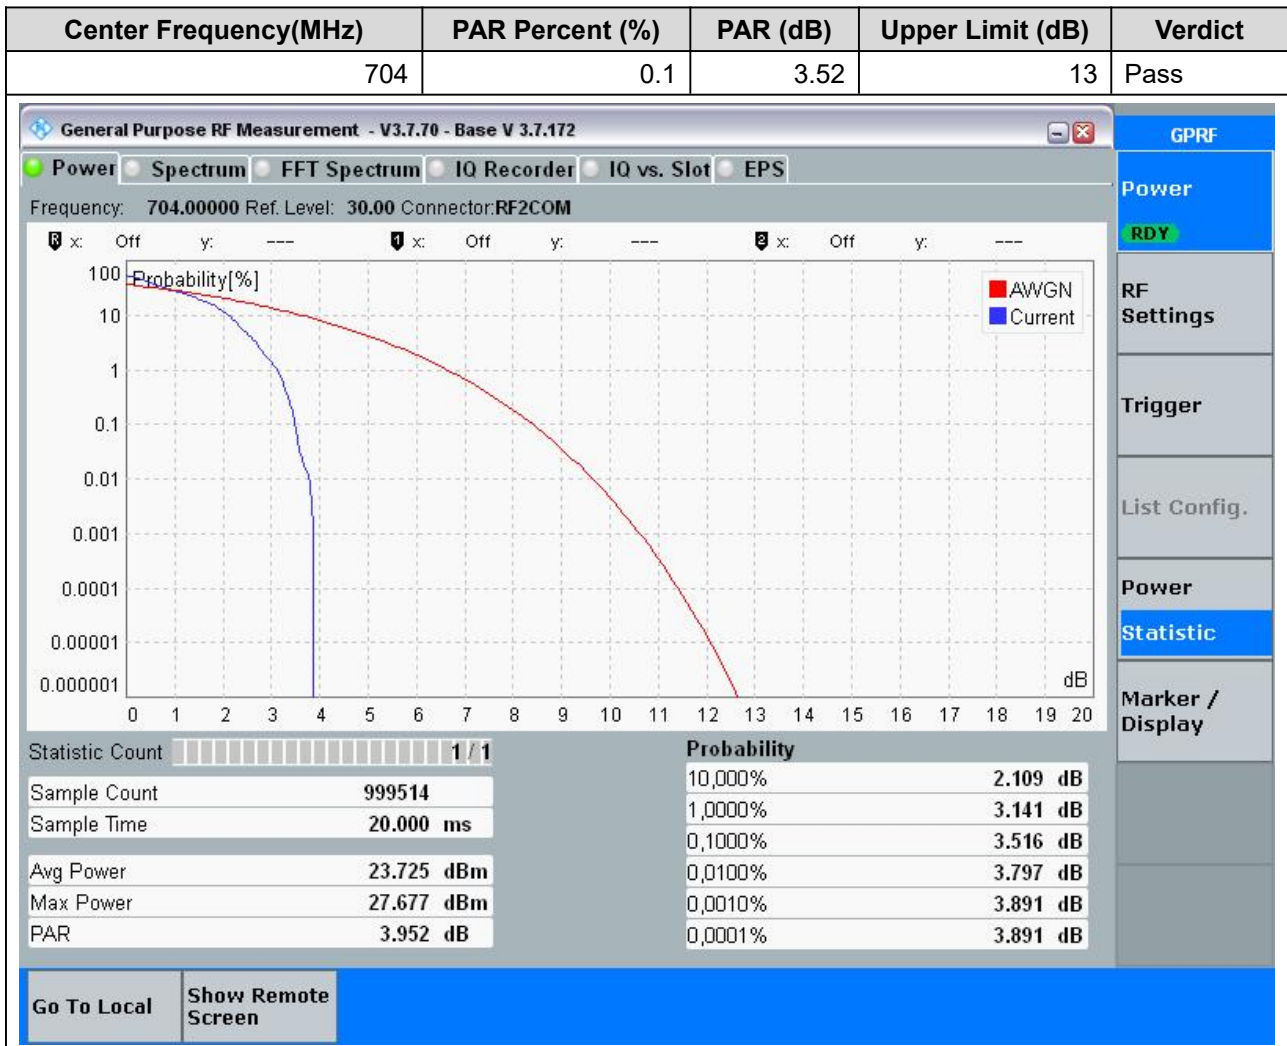 Center Frequency(MHz) PAR Percent (%) PAR (dB) Upper Limit (dB) Verdict
704 0.1 3.52 13 Pass
General Purpose RF Measurement - V3.7.70 - Base V 3.7.172
Power Spectrum FFT Spectrum IQ Recorder IQ vs. Slot EPS
Frequency: 704.00000 Ref. Level: 30.00 Connector:RF2COM
R x: Off y: --- 1 x: Off y: --- 2 x: Off y: ---
Probability[%]
AWGN
Current
100
10
1
0.1
0.01
0.001
0.0001
0.00001
0.000001
dB
0 1 2 3 4 5 6 7 8 9 10 11 12 13 14 15 16 17 18 19 20
Statistic Count 1 / 1
Sample Count 999514
Sample Time 20.000 ms
Avg Power 23.725 dBm
Max Power 27.677 dBm
PAR 3.952 dB
Probability
10,000% 2.109 dB
1,0000% 3.141 dB
0,1000% 3.516 dB
0,0100% 3.797 dB
0,0010% 3.891 dB
0,0001% 3.891 dB
GPRF
Power
RDY
RF
Settings
Trigger
List Config.
Power
Statistic
Marker /
Display
Go To Local
Show Remote
Screen